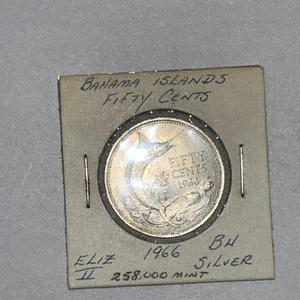 BAHAMA ISLANDS
FIFTY CENTS
FIFTY
CENTS
1966
ELIZ 1966 BU
II SILVER
258,000 MINT